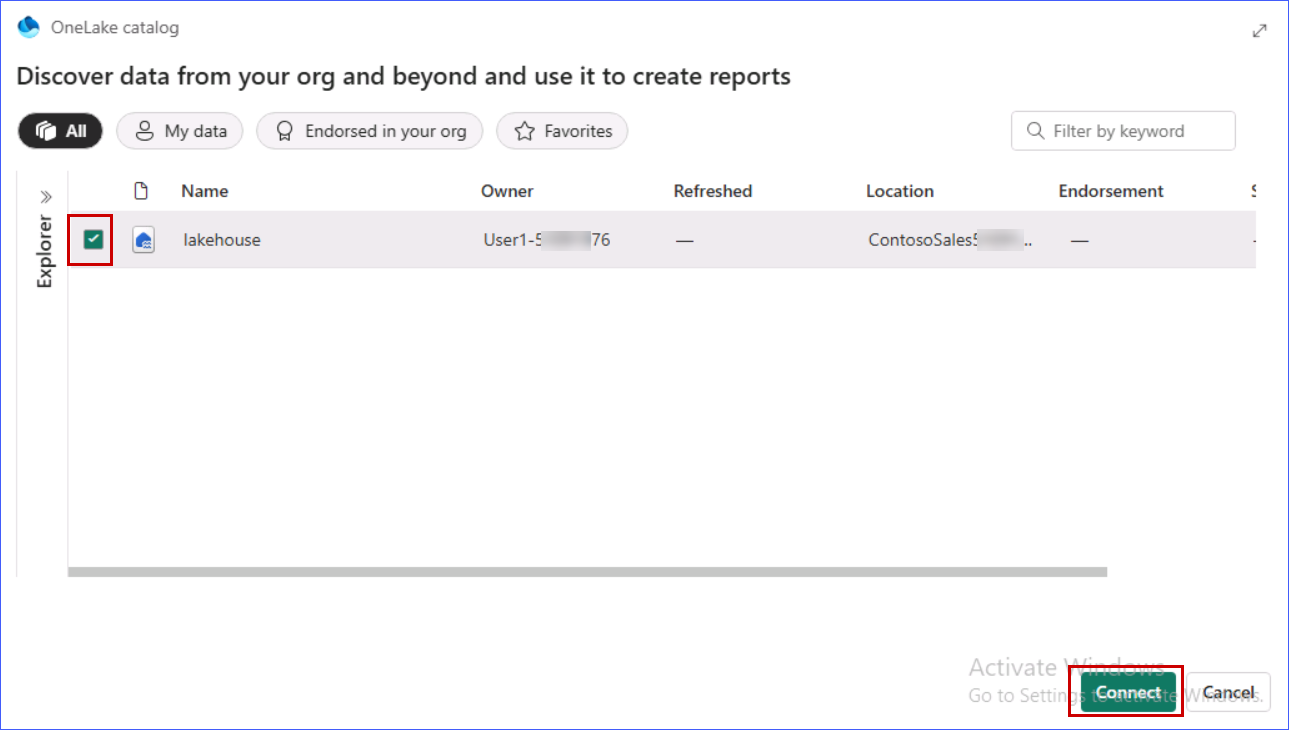 OneLake catalog
Discover data from your org and beyond and use it to create reports
All My data Endorsed in your org Favorites Filter by keyword
Explorer
Name Owner Refreshed Location Endorsement
lakehouse User1-5 76 — ContosoSales5 .. —
Activate Windows
Go to Settings to activate Windows.
Connect Cancel